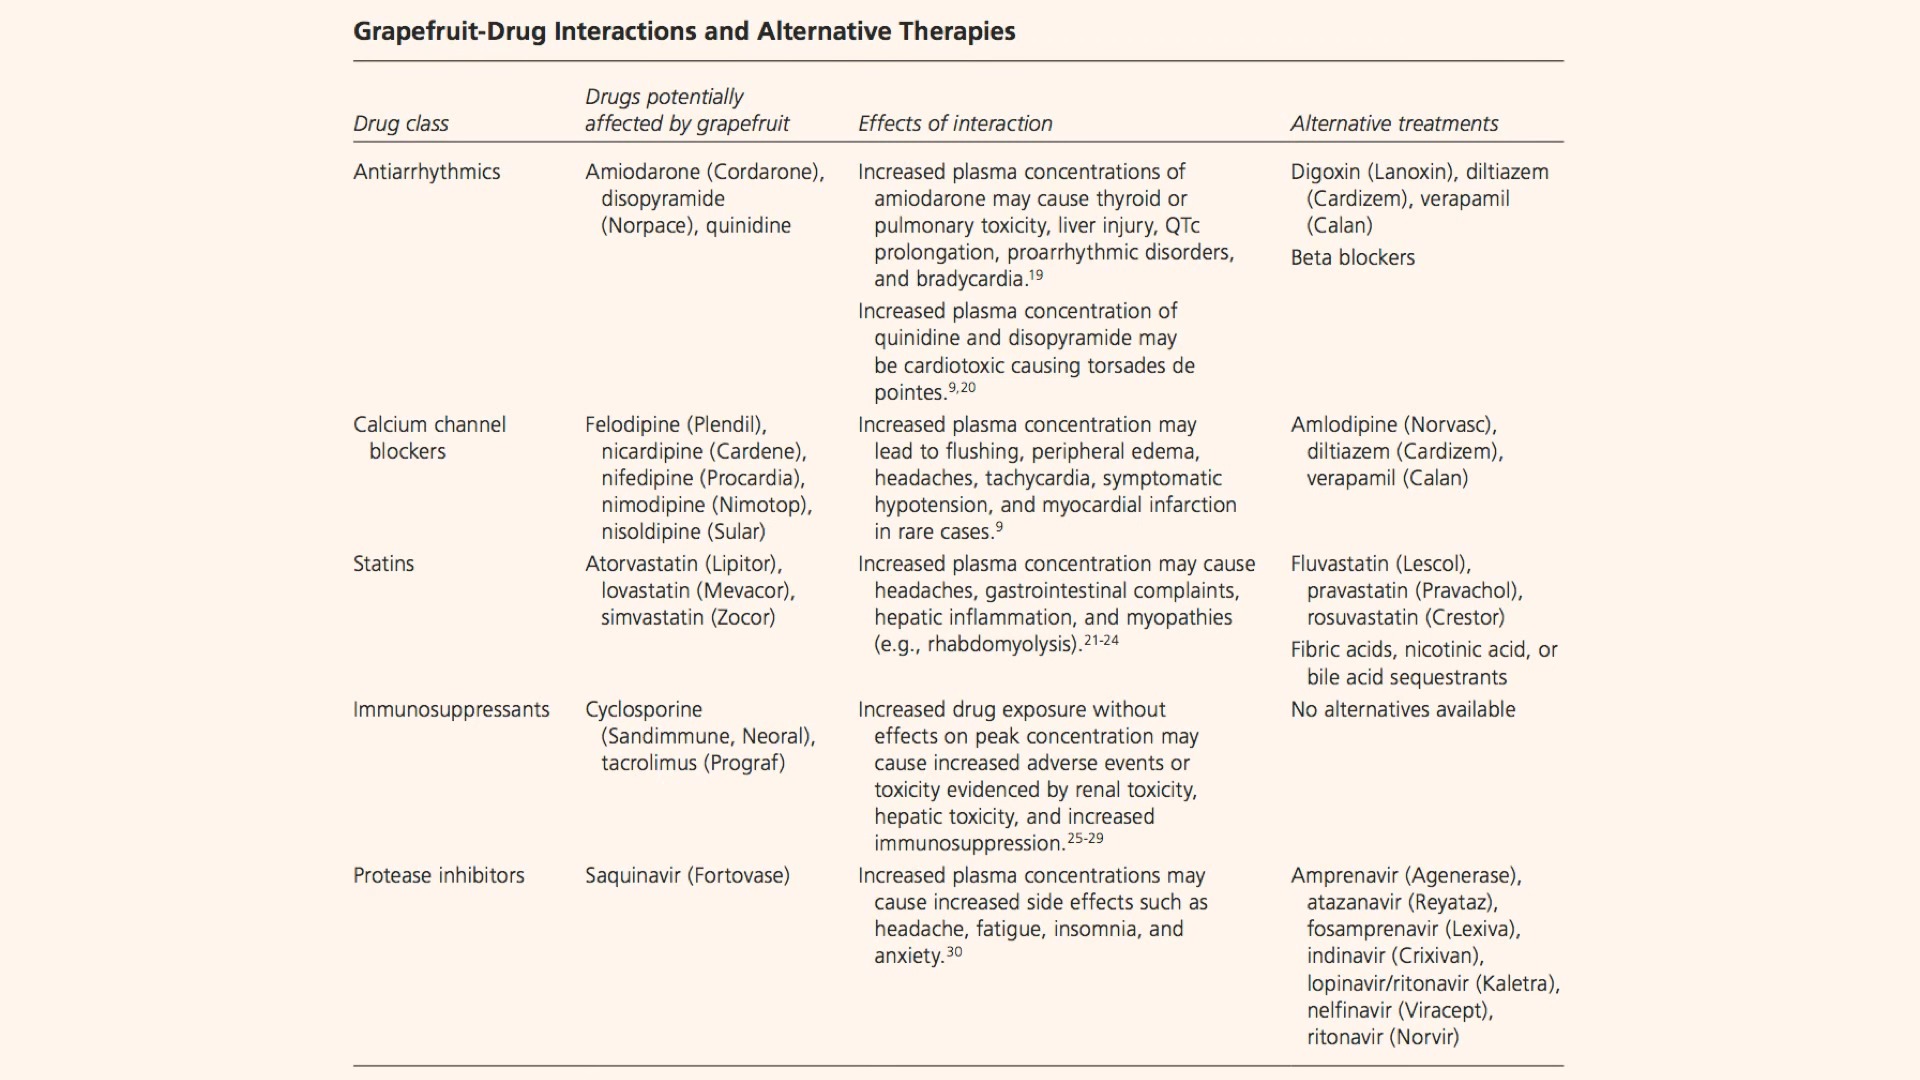 Grapefruit-Drug Interactions and Alternative Therapies
Drug class
Drugs potentially
affected by grapefruit
Effects of interaction
Alternative treatments
Antiarrhythmics
Amiodarone (Cordarone),
disopyramide
(Norpace), quinidine
Increased plasma concentrations of
amiodarone may cause thyroid or
pulmonary toxicity, liver injury, QTc
prolongation, proarrhythmic disorders,
and bradycardia.19
Increased plasma concentration of
quinidine and disopyramide may
be cardiotoxic causing torsades de
pointes.9,20
Digoxin (Lanoxin), diltiazem
(Cardizem), verapamil
(Calan)
Beta blockers
Calcium channel
blockers
Felodipine (Plendil),
nicardipine (Cardene),
nifedipine (Procardia),
nimodipine (Nimotop),
nisoldipine (Sular)
Increased plasma concentration may
lead to flushing, peripheral edema,
headaches, tachycardia, symptomatic
hypotension, and myocardial infarction
in rare cases.9
Amlodipine (Norvasc),
diltiazem (Cardizem),
verapamil (Calan)
Statins
Atorvastatin (Lipitor),
lovastatin (Mevacor),
simvastatin (Zocor)
Increased plasma concentration may cause
headaches, gastrointestinal complaints,
hepatic inflammation, and myopathies
(e.g., rhabdomyolysis).21-24
Fluvastatin (Lescol),
pravastatin (Pravachol),
rosuvastatin (Crestor)
Fibric acids, nicotinic acid, or
bile acid sequestrants
Immunosuppressants
Cyclosporine
(Sandimmune, Neoral),
tacrolimus (Prograf)
Increased drug exposure without
effects on peak concentration may
cause increased adverse events or
toxicity evidenced by renal toxicity,
hepatic toxicity, and increased
immunosuppression.25-29
No alternatives available
Protease inhibitors
Saquinavir (Fortovase)
Increased plasma concentrations may
cause increased side effects such as
headache, fatigue, insomnia, and
anxiety.30
Amprenavir (Agenerase),
atazanavir (Reyataz),
fosamprenavir (Lexiva),
indinavir (Crixivan),
lopinavir/ritonavir (Kaletra),
nelfinavir (Viracept),
ritonavir (Norvir)